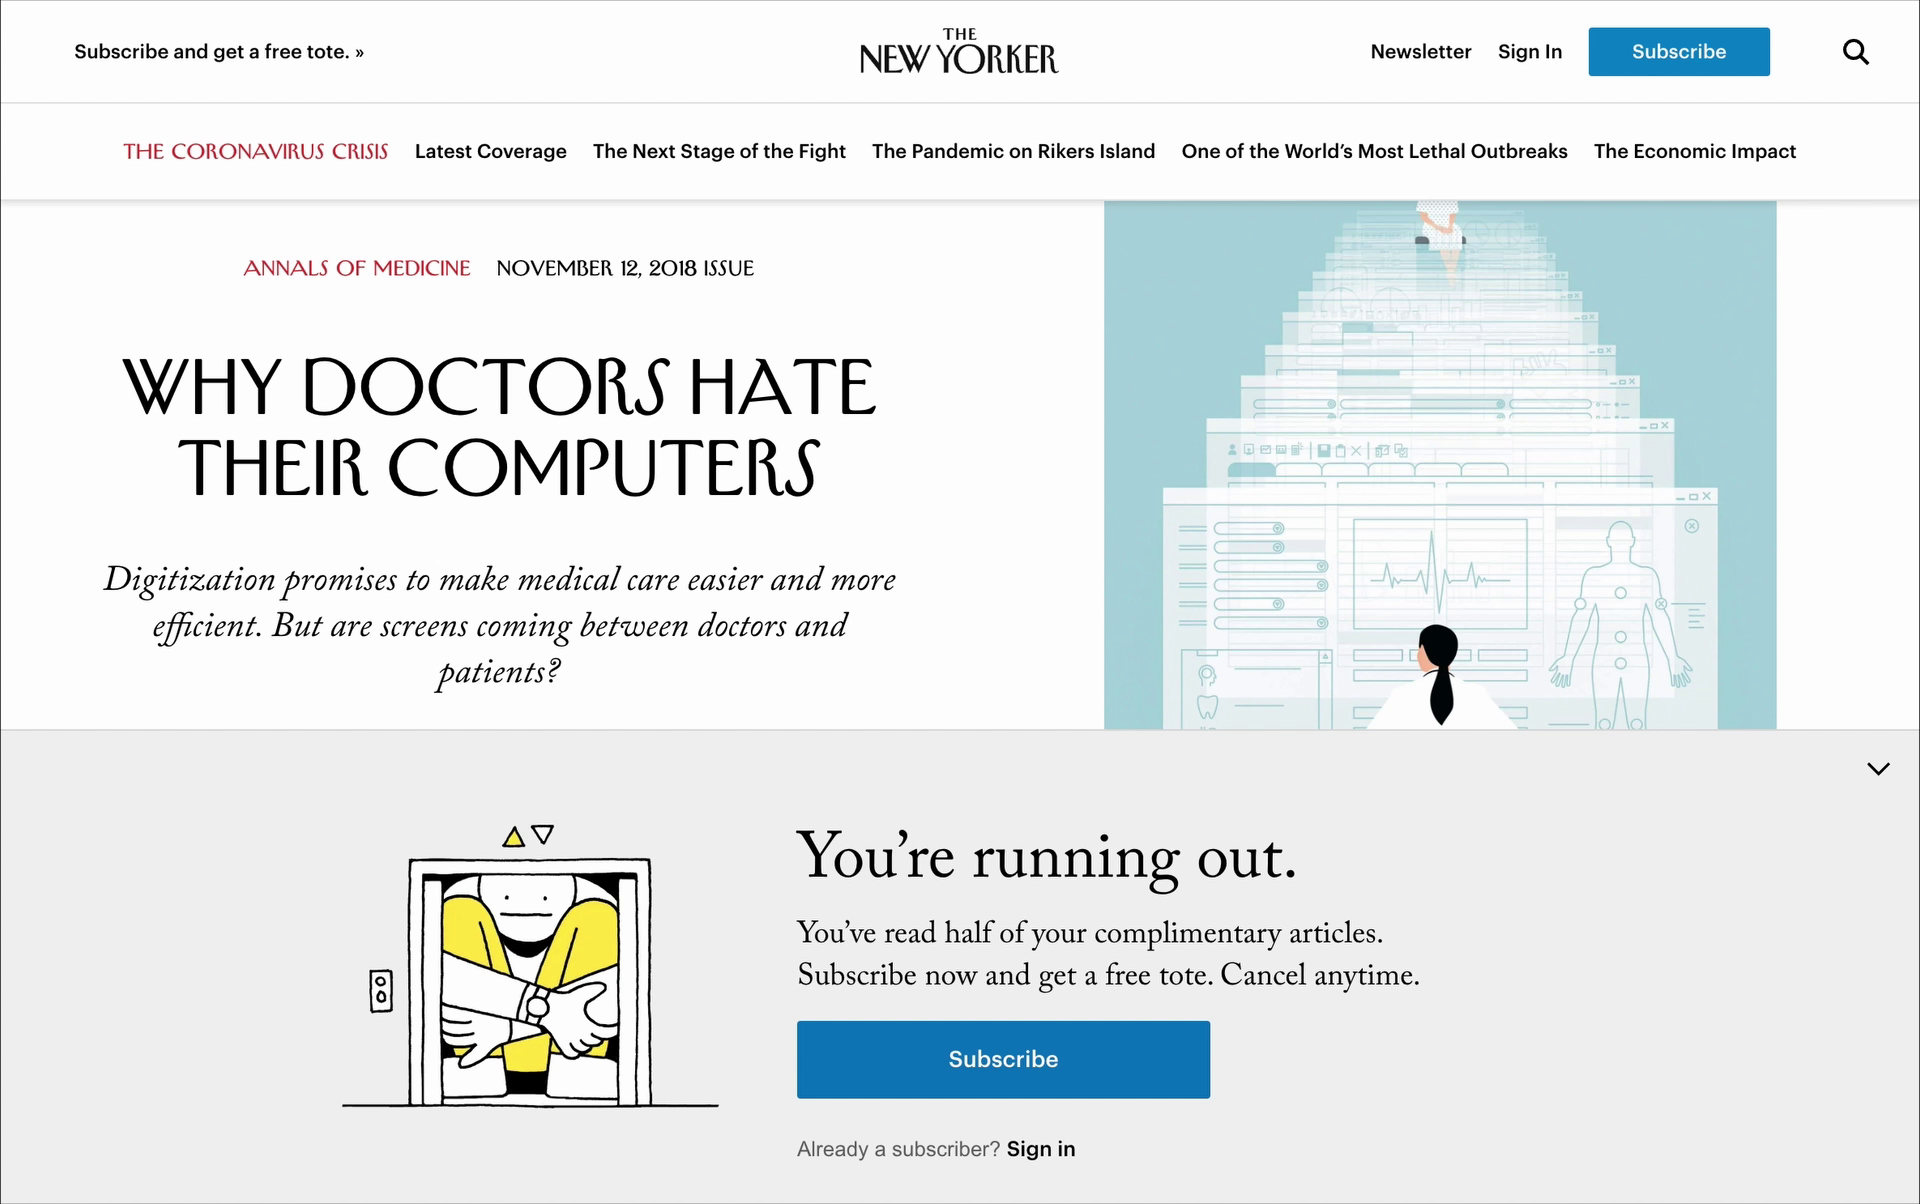 Subscribe and get a free tote. »
THE
NEW YORKER
Newsletter Sign In Subscribe
THE CORONAVIRUS CRISIS Latest Coverage The Next Stage of the Fight The Pandemic on Rikers Island One of the World’s Most Lethal Outbreaks The Economic Impact
ANNALS OF MEDICINE NOVEMBER 12, 2018 ISSUE
WHY DOCTORS HATE
THEIR COMPUTERS
Digitization promises to make medical care easier and more
efficient. But are screens coming between doctors and
patients?
You’re running out.
You’ve read half of your complimentary articles.
Subscribe now and get a free tote. Cancel anytime.
Subscribe
Already a subscriber? Sign in